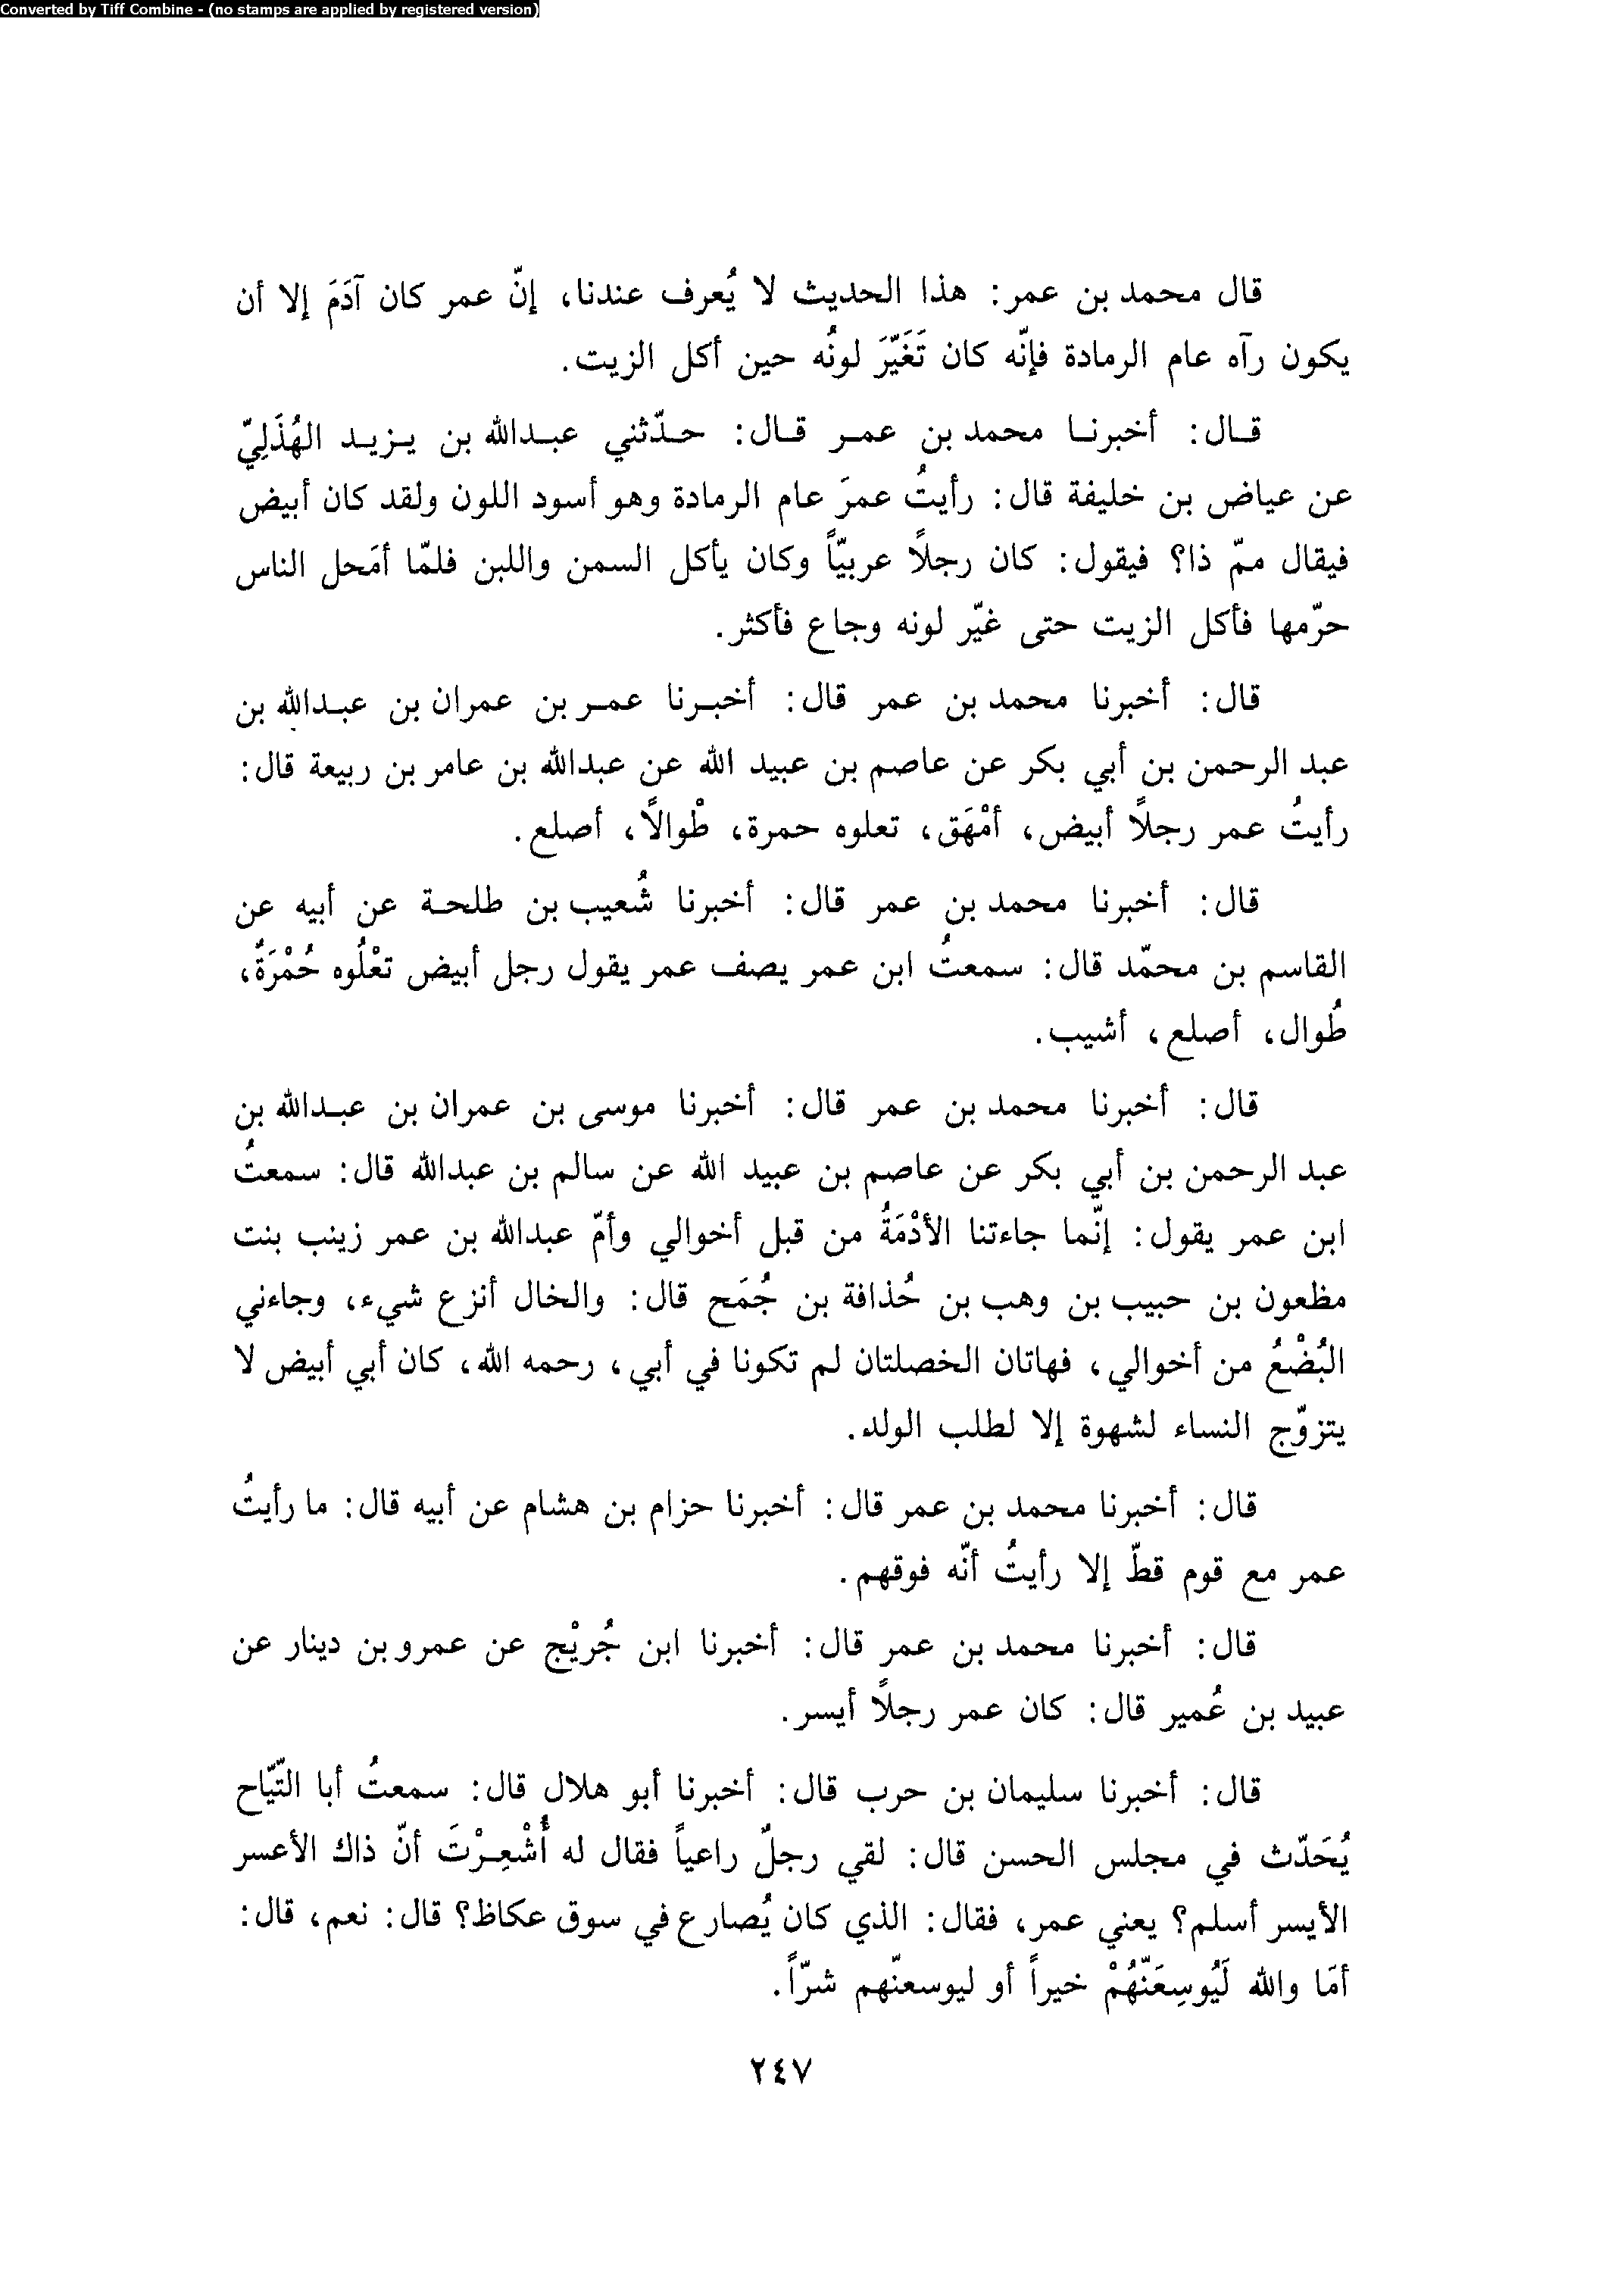 Converted by Tiff Combine - (no stamps are applied by registered version)
قال محمد بن عمر: هذا الحديث لا يُعرف عندنا، إنّ عمر كان آدَمَ إلا أن
يكون رآه عام الرمادة فإنّه كان تَغَيّرَ لونُه حين أكل الزيت.
قال: أخبرنا محمد بن عمر قال: حدّثني عبدالله بن يزيد الهُذَلِيّ
عن عياض بن خليفة قال: رأيتُ عمرَ عام الرمادة وهو أسود اللون ولقد كان أبيض
فيقال ممّ ذا؟ فيقول: كان رجلاً عربيّاً وكان يأكل السمن واللبن فلمّا أمَحل الناس
حرّمها فأكل الزيت حتى غيّر لونه وجاع فأكثر.
قال: أخبرنا محمد بن عمر قال: أخبرنا عمر بن عمران بن عبدالله بن
عبد الرحمن بن أبي بكر عن عاصم بن عبيد الله عن عبدالله بن عامر بن ربيعة قال:
رأيتُ عمر رجلاً أبيض، أمْهَق، تعلوه حمرة، طْوالاً، أصلع.
قال: أخبرنا محمد بن عمر قال: أخبرنا شُعيب بن طلحة عن أبيه عن
القاسم بن محمّد قال: سمعتُ ابن عمر يصف عمر يقول رجل أبيض تعْلُوه حُمْرَةٌ،
طُوال، أصلع، أشيب.
قال: أخبرنا محمد بن عمر قال: أخبرنا موسى بن عمران بن عبدالله بن
عبد الرحمن بن أبي بكر عن عاصم بن عبيد الله عن سالم بن عبدالله قال: سمعتُ
ابن عمر يقول: إنّما جاءتنا الأدْمَةُ من قبل أخوالي وأمّ عبدالله بن عمر زينب بنت
مظعون بن حبيب بن وهب بن حُذافة بن جُمَح قال: والخال أنزع شيء، وجاءني
البُضْعُ من أخوالي، فهاتان الخصلتان لم تكونا في أبي، رحمه الله، كان أبي أبيض لا
يتزوّج النساء لشهوة إلا لطلب الولد.
قال: أخبرنا محمد بن عمر قال: أخبرنا حزام بن هشام عن أبيه قال: ما رأيتُ
عمر مع قوم قطّ إلا رأيتُ أنّه فوقهم.
قال: أخبرنا محمد بن عمر قال: أخبرنا ابن جُريْج عن عمرو بن دينار عن
عبيد بن عُمير قال: كان عمر رجلاً أيسر.
قال: أخبرنا سليمان بن حرب قال: أخبرنا أبو هلال قال: سمعتُ أبا التّيّاح
يُحَدّث في مجلس الحسن قال: لقي رجلٌ راعياً فقال له أُشْعِرْتَ أنّ ذاك الأعسر
الأيسر أسلم؟ يعني عمر، فقال: الذي كان يُصارع في سوق عكاظ؟ قال: نعم، قال:
أمَا والله لَيُوسِعَنّهُمْ خيراً أو ليوسعنّهم شرّاً.
٢٤٧